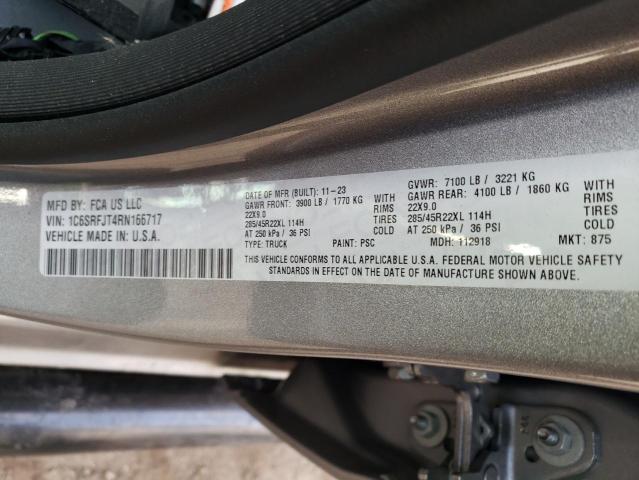 MFD BY: FCA US LLC
VIN: 1C6SRFJT4RN166717
VEHICLE MADE IN U.S.A.
DATE OF MFR (BUILT): 11-23
GAWR FRONT: 3900 LB / 1770 KG
22X9.0 RIMS
285/45R22XL 114H TIRES
AT 250 kPa / 36 PSI COLD
TYPE: TRUCK PAINT: PSC
GVWR: 7100 LB / 3221 KG
GAWR REAR: 4100 LB / 1860 KG
22X9.0 RIMS
285/45R22XL 114H TIRES
AT 250 kPa / 36 PSI COLD
MDH: 112918 MKT: 875
THIS VEHICLE CONFORMS TO ALL APPLICABLE U.S.A. FEDERAL MOTOR VEHICLE SAFETY
STANDARDS IN EFFECT ON THE DATE OF MANUFACTURE SHOWN ABOVE.